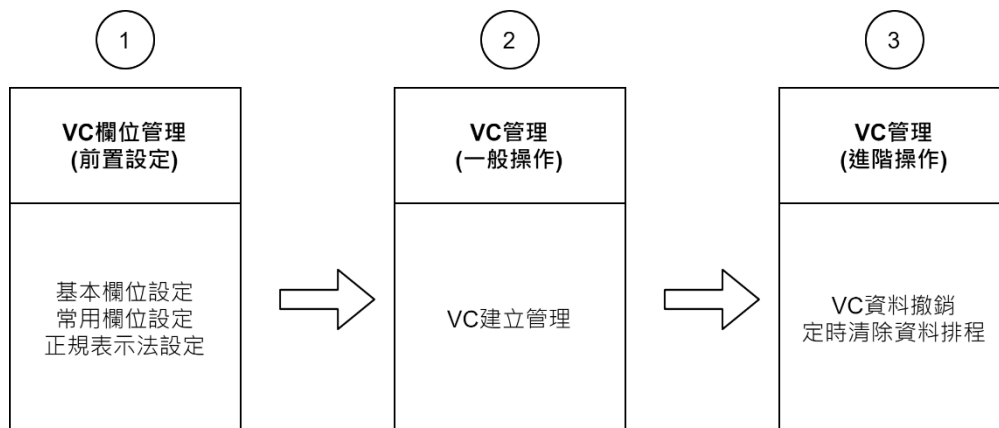 1
2
3
VC欄位管理
(前置設定)
VC管理
(一般操作)
VC管理
(進階操作)
基本欄位設定
常用欄位設定
正規表示法設定
VC建立管理
VC資料撤銷
定時清除資料排程